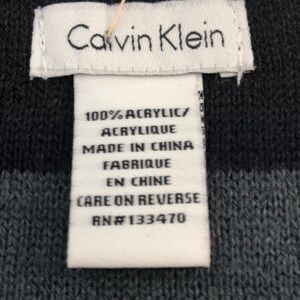 Calvin Klein
100% ACRYLIC/
ACRYLIQUE
MADE IN CHINA
FABRIQUE
EN CHINE
CARE ON REVERSE
RN#133470